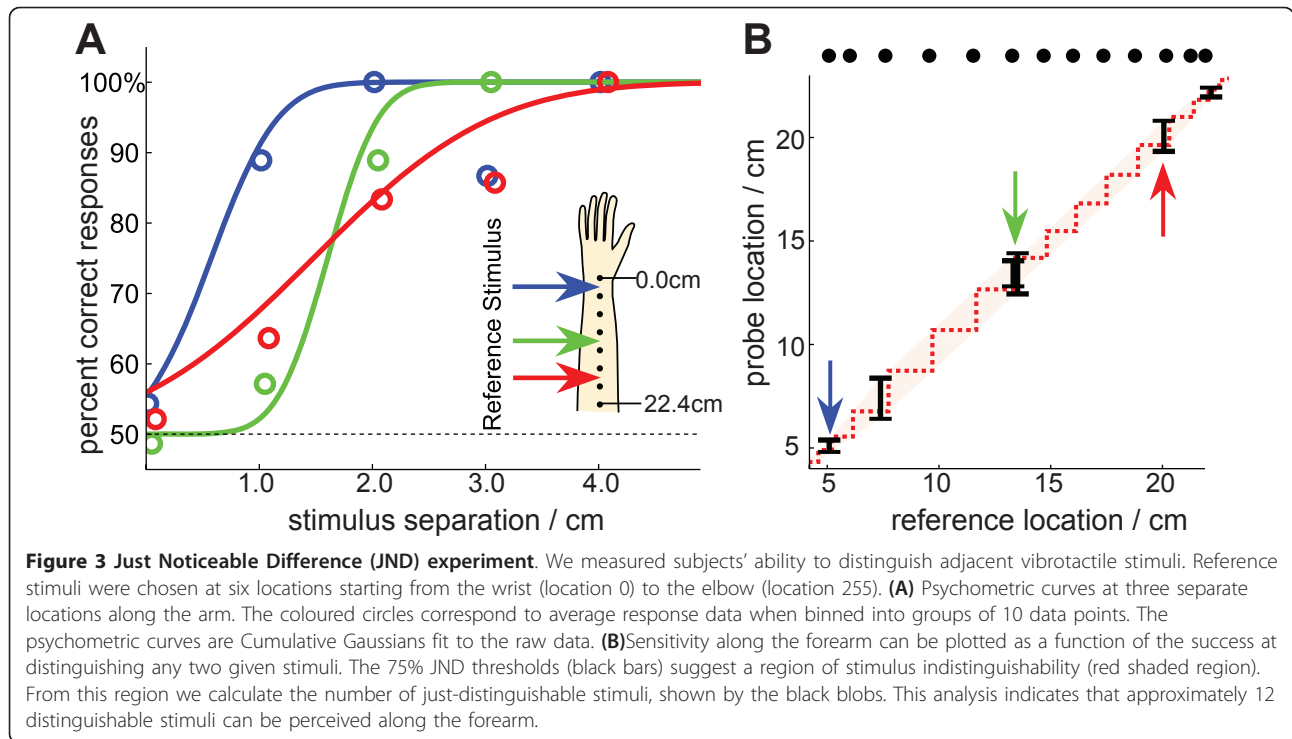 A
100%
90
80
70
60
50
percent correct responses
1.0
2.0
3.0
4.0
stimulus separation / cm
Reference Stimulus
0.0cm
22.4cm
B
20
15
10
5
probe location / cm
5
10
15
20
reference location / cm
Figure 3 Just Noticeable Difference (JND) experiment. We measured subjects' ability to distinguish adjacent vibrotactile stimuli. Reference
stimuli were chosen at six locations starting from the wrist (location 0) to the elbow (location 255). (A) Psychometric curves at three separate
locations along the arm. The coloured circles correspond to average response data when binned into groups of 10 data points. The
psychometric curves are Cumulative Gaussians fit to the raw data. (B)Sensitivity along the forearm can be plotted as a function of the success at
distinguishing any two given stimuli. The 75% JND thresholds (black bars) suggest a region of stimulus indistinguishability (red shaded region).
From this region we calculate the number of just-distinguishable stimuli, shown by the black blobs. This analysis indicates that approximately 12
distinguishable stimuli can be perceived along the forearm.